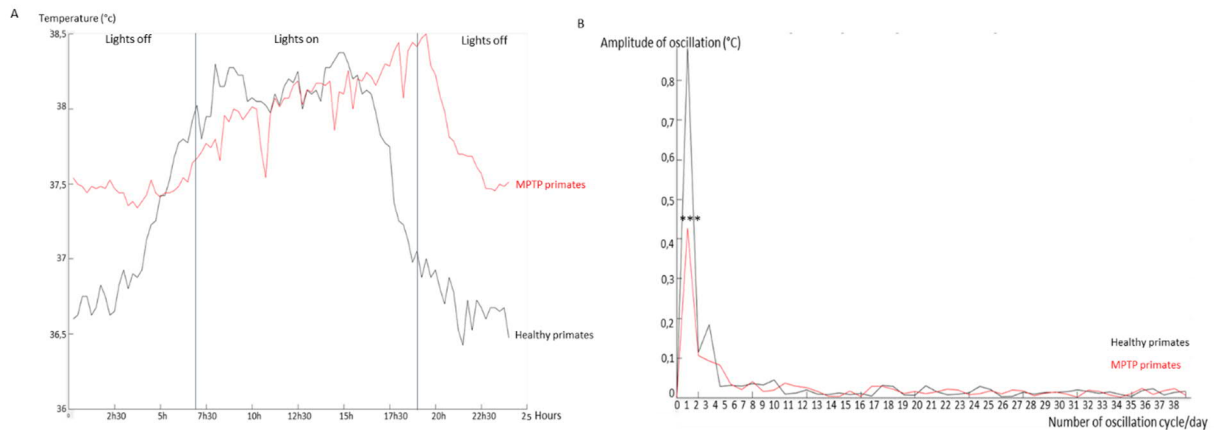 A
Temperature (°c)
Lights off
Lights on
Lights off
38,5
38
37,5
37
36,5
36
MPTP primates
Healthy primates
2h30
5h
7h30
10h
12h30
15h
17h30
20h
22h30
25 Hours
B
Amplitude of oscillation (°C)
0,8
0,6
0,5
0,4
0,3
0,2
0,1
0
***
Healthy primates
MPTP primates
0 1 2 3 4 5 6 7 8 9 10 11 12 13 14 15 16 17 18 19 20 21 22 23 24 25 26 27 28 29 30 31 32 33 34 35 36 37 38
Number of oscillation cycle/day